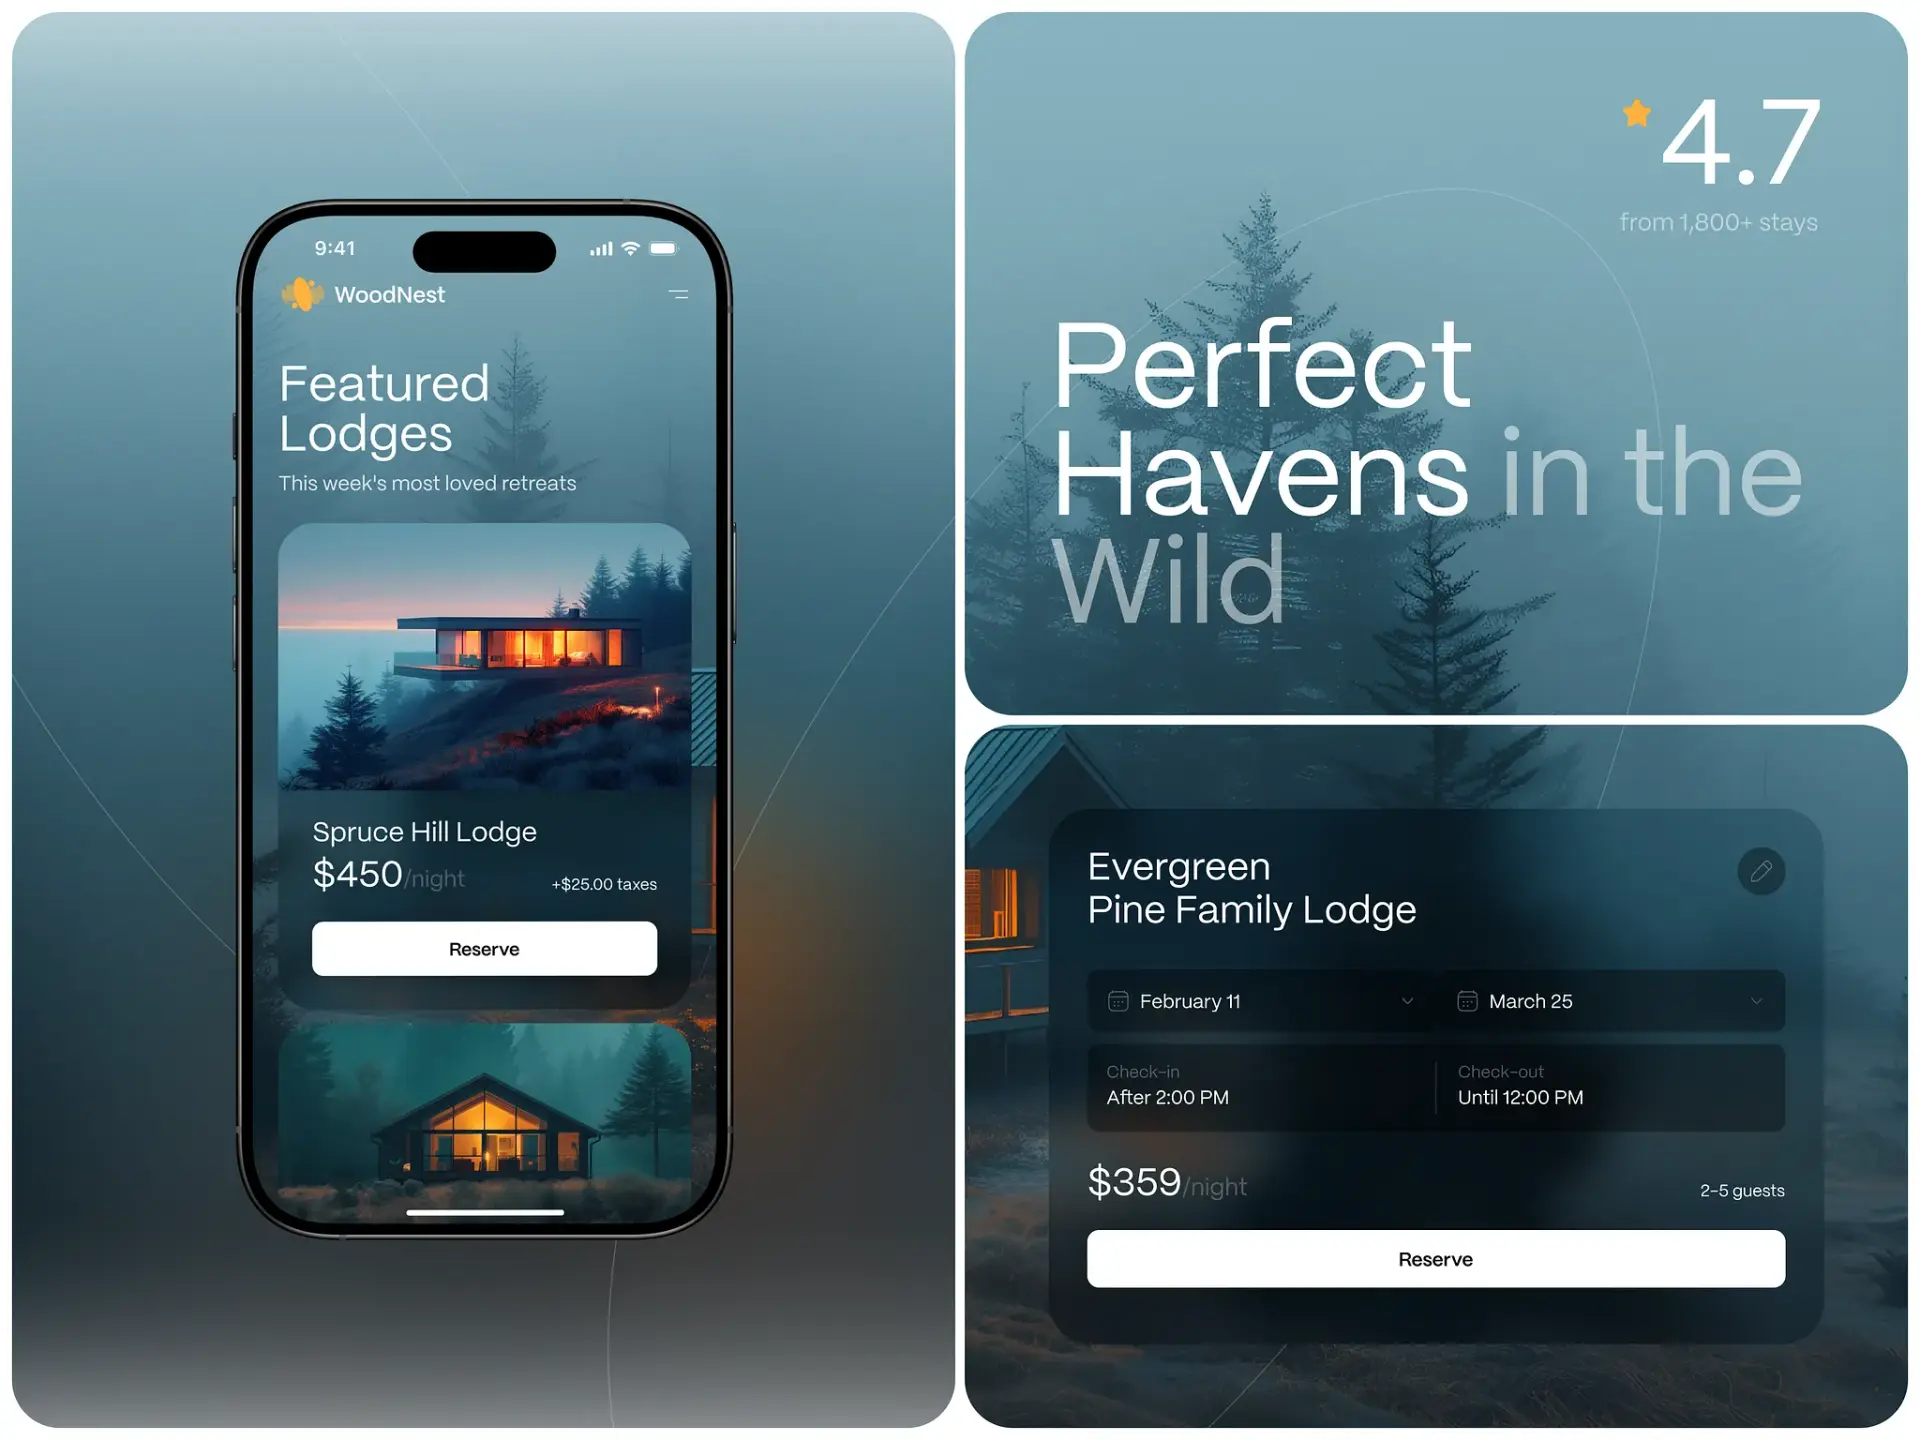 9:41
WoodNest
Featured
Lodges
This week's most loved retreats
Spruce Hill Lodge
$450/night
+$25.00 taxes
Reserve
4.7
from 1,800+ stays
Perfect
Havens in the
Wild
Evergreen
Pine Family Lodge
February 11
March 25
Check-in
After 2:00 PM
Check-out
Until 12:00 PM
$359/night
2-5 guests
Reserve